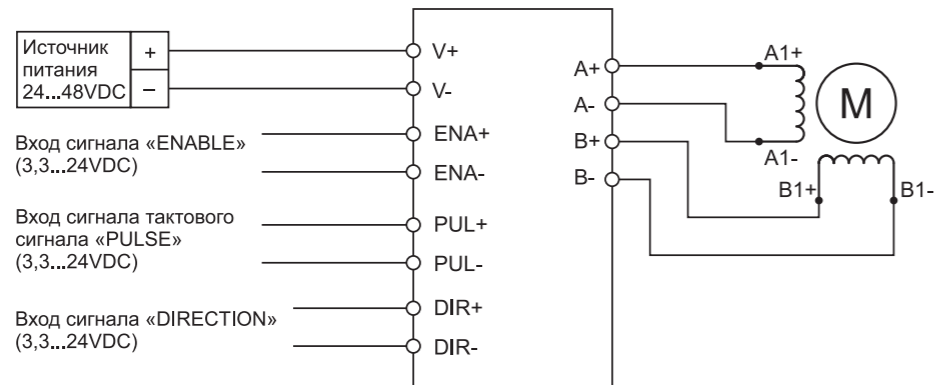 Источник
питания
24...48VDC
+
–
Вход сигнала «ENABLE»
(3,3...24VDC)
Вход сигнала тактового
сигнала «PULSE»
(3,3...24VDC)
Вход сигнала «DIRECTION»
(3,3...24VDC)
V+
V-
ENA+
ENA-
PUL+
PUL-
DIR+
DIR-
A+
A-
B+
B-
A1+
A1-
M
B1+
B1-